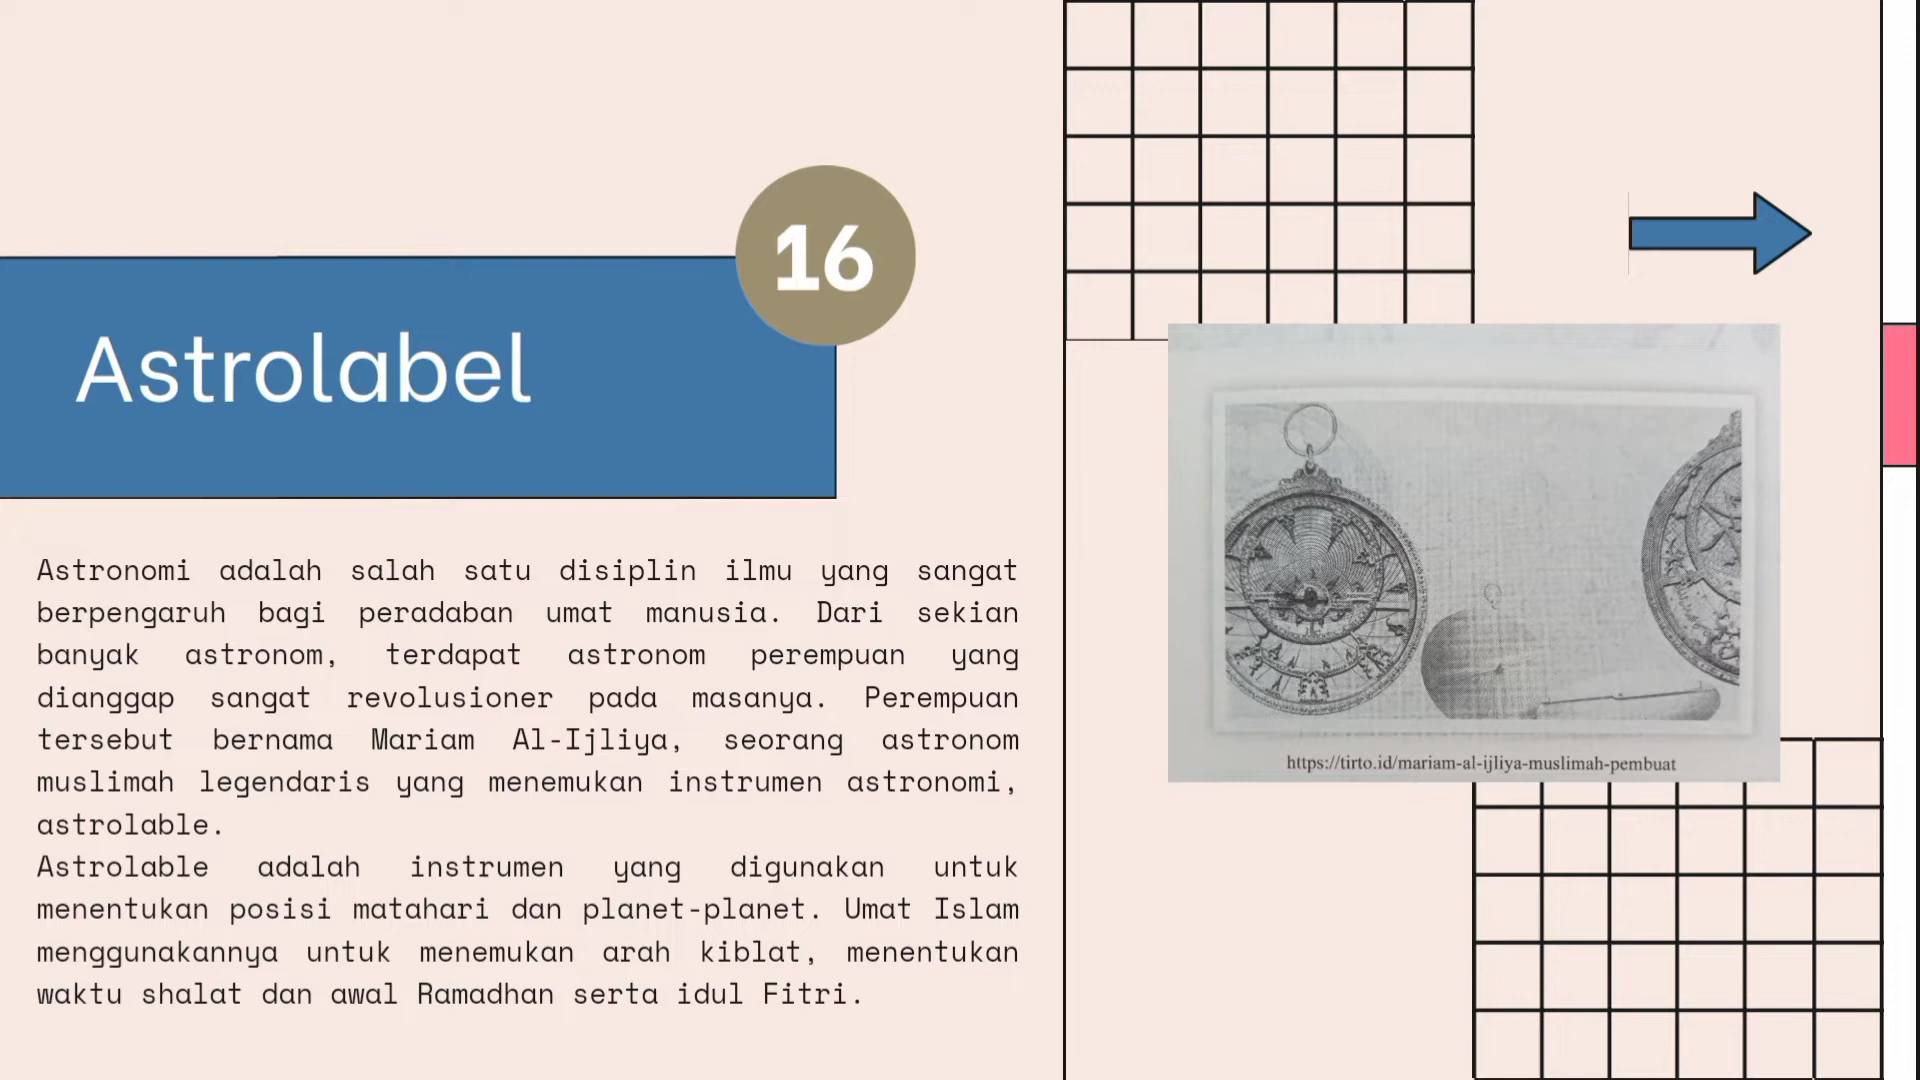 16
Astrolabel
Astronomi adalah salah satu disiplin ilmu yang sangat
berpengaruh bagi peradaban umat manusia. Dari sekian
banyak astronom, terdapat astronom perempuan yang
dianggap sangat revolusioner pada masanya. Perempuan
tersebut bernama Mariam Al-Ijliya, seorang astronom
muslimah legendaris yang menemukan instrumen astronomi,
astrolable.
Astrolable adalah instrumen yang digunakan untuk
menentukan posisi matahari dan planet-planet. Umat Islam
menggunakannya untuk menemukan arah kiblat, menentukan
waktu shalat dan awal Ramadhan serta idul Fitri.
https://tirto.id/mariam-al-ijliya-muslimah-pembuat